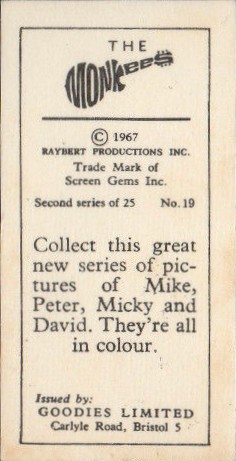 THE
MONKEES
© 1967
RAYBERT PRODUCTIONS INC.
Trade Mark of
Screen Gems Inc.
Second series of 25 No. 19
Collect this great
new series of pic-
tures of Mike,
Peter, Micky and
David. They're all
in colour.
Issued by:
GOODIES LIMITED
Carlyle Road, Bristol 5